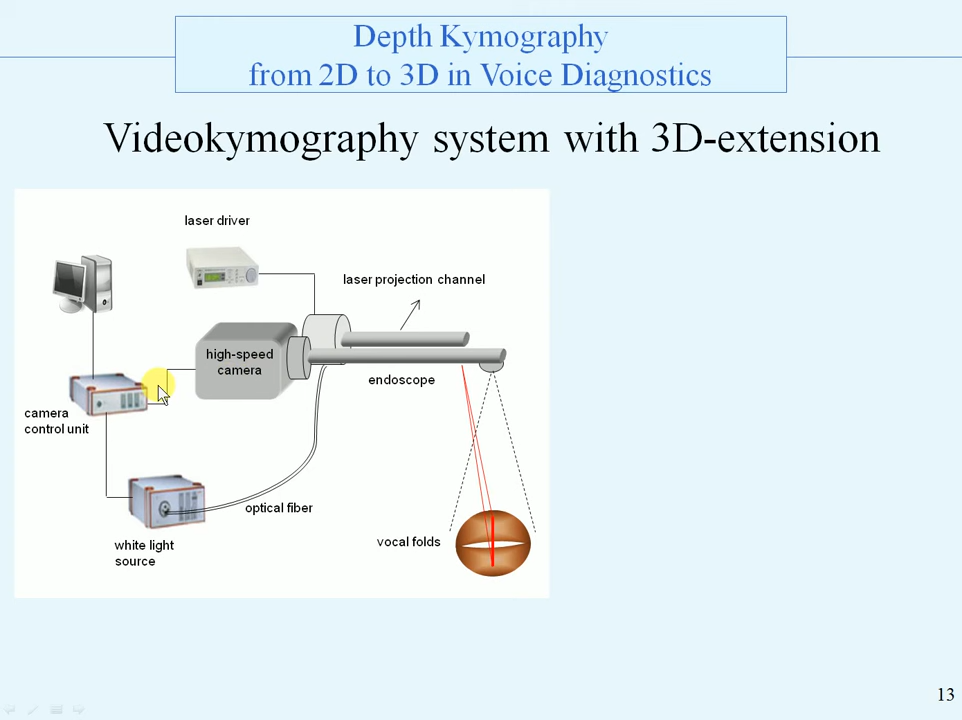 Depth Kymography
from 2D to 3D in Voice Diagnostics
Videokymography system with 3D-extension
laser driver
laser projection channel
high-speed
camera
endoscope
camera
control unit
optical fiber
vocal folds
white light
source
13